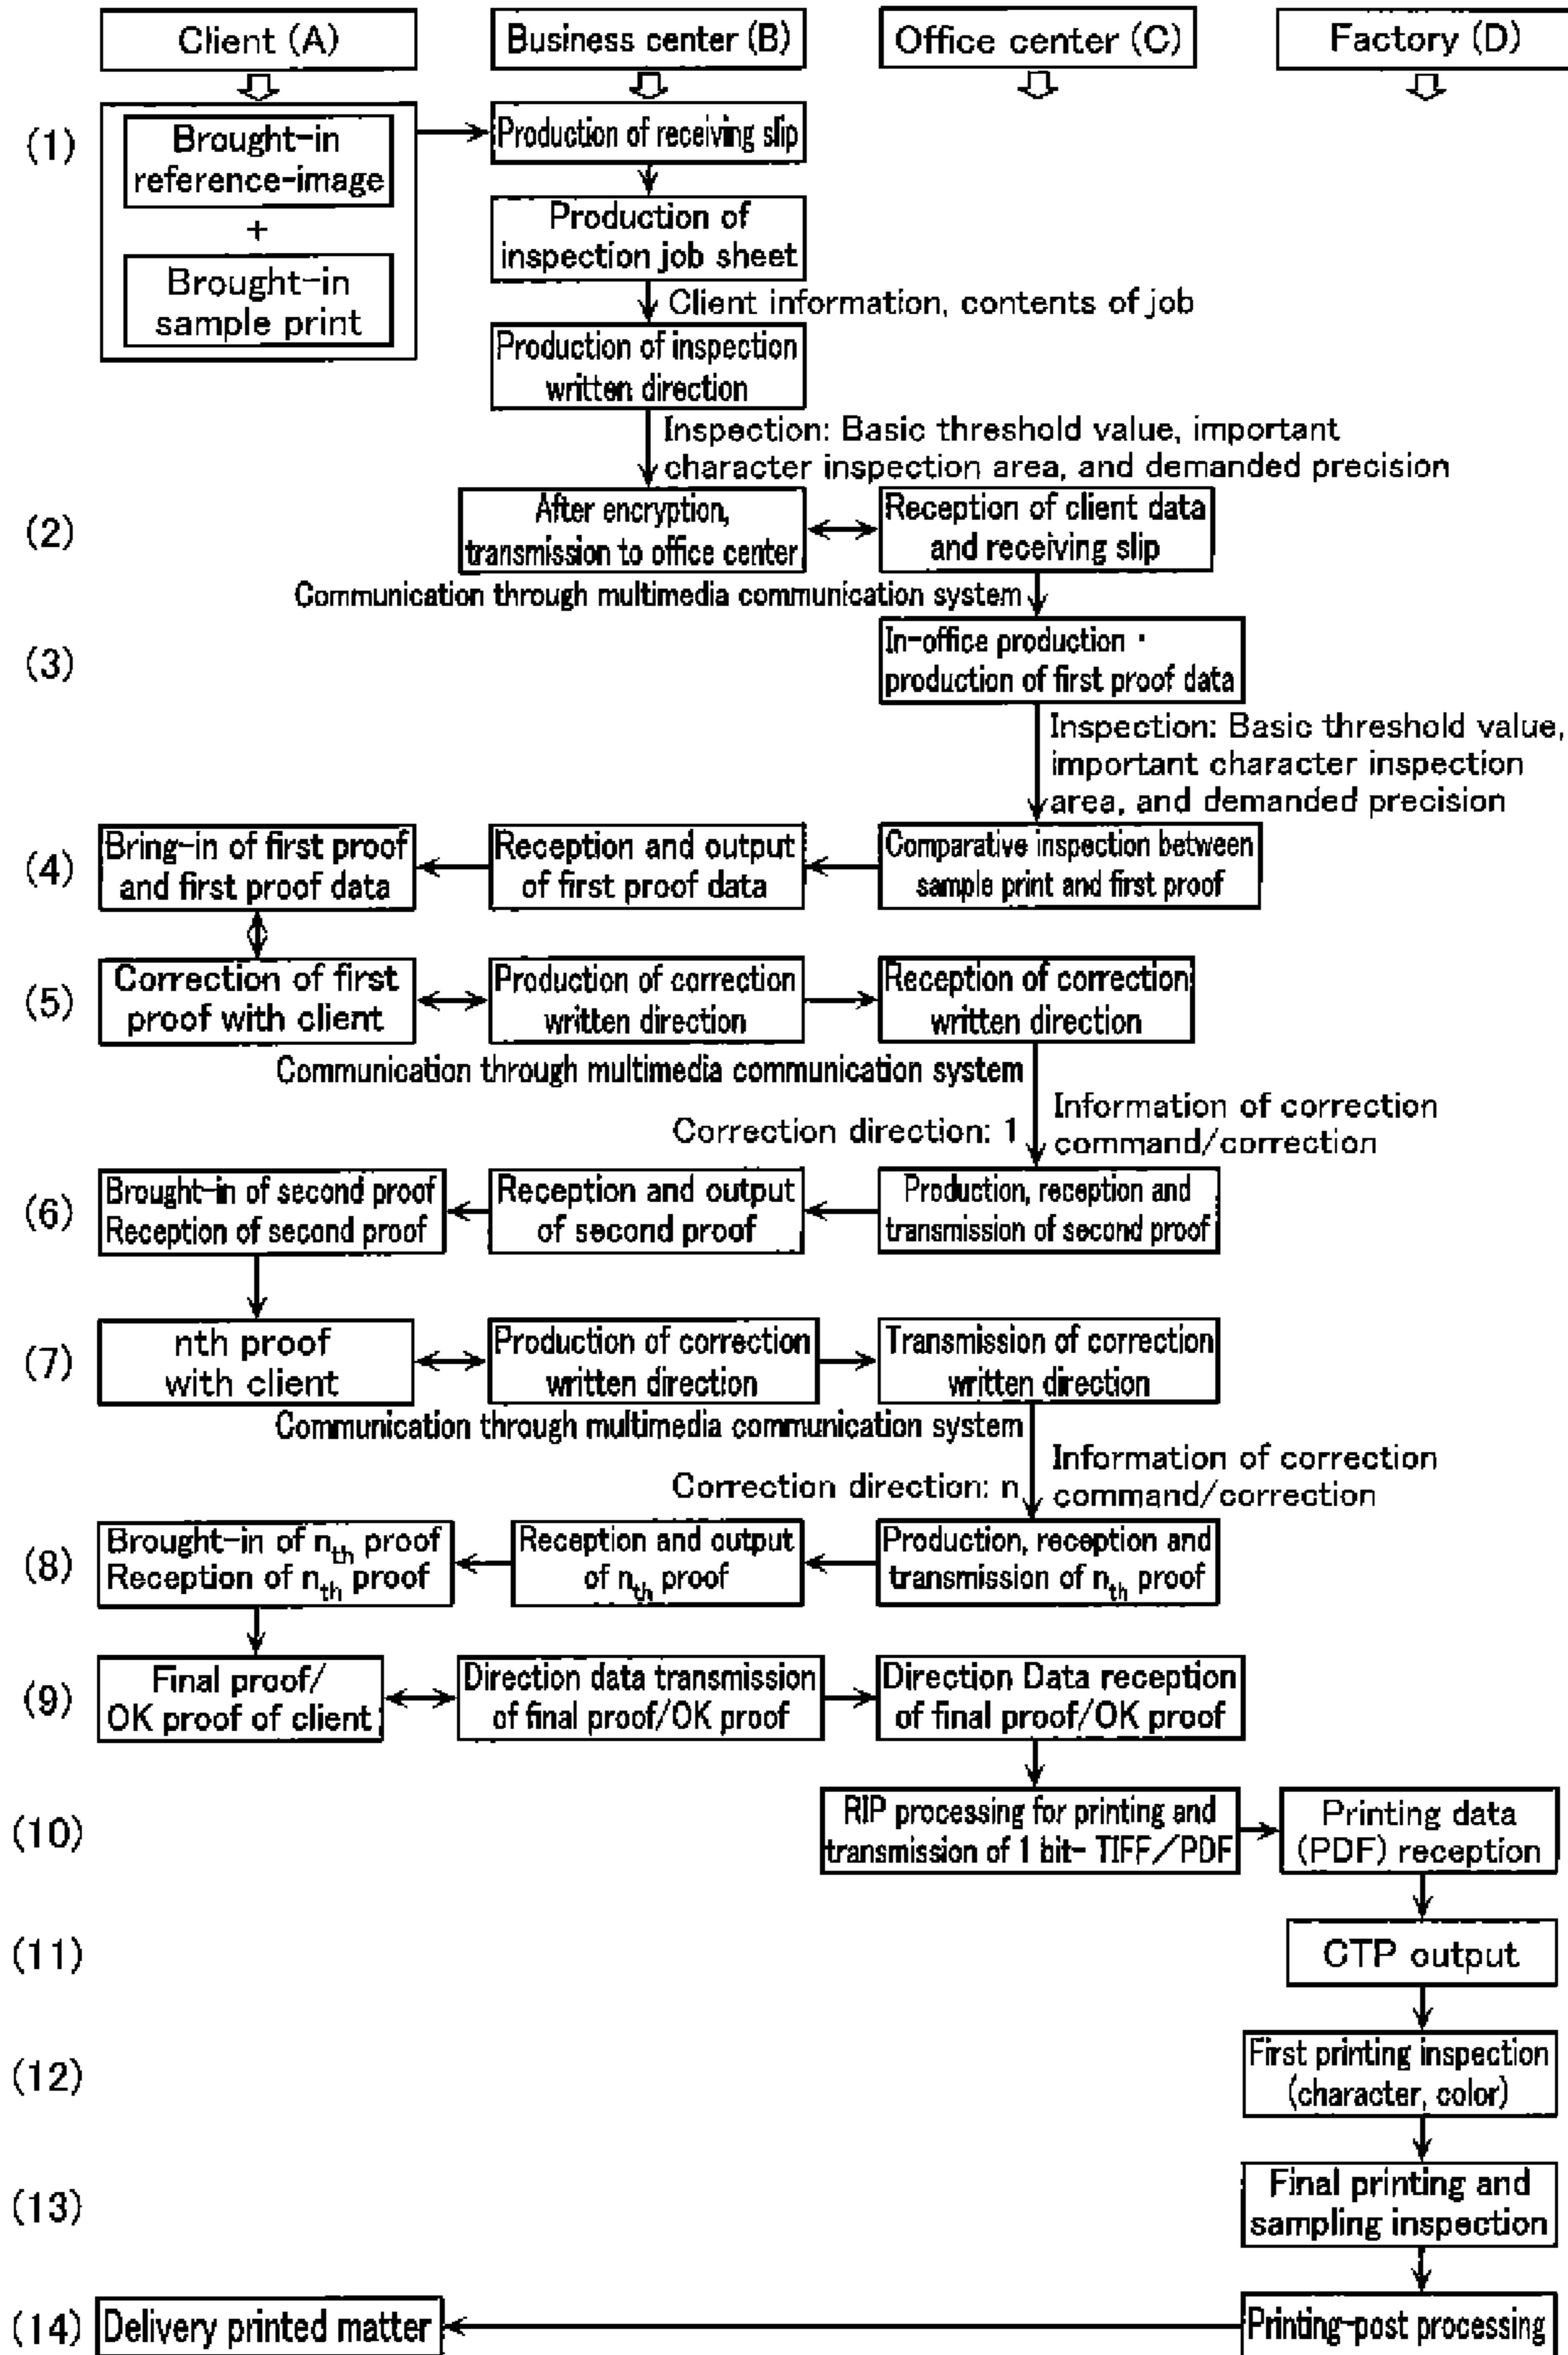 Client (A)
Business center (B)
Office center (C)
Factory (D)
(1)
Brought-in
reference-image
+
Brought-in
sample print
Production of receiving slip
Production of
inspection job sheet
Client information, contents of job
Production of inspection
written direction
Inspection: Basic threshold value, important
character inspection area, and demanded precision
(2)
After encryption,
transmission to office center
Reception of client data
and receiving slip
Communication through multimedia communication system
(3)
In-office production ・
production of first proof data
Inspection: Basic threshold value,
important character inspection
area, and demanded precision
(4)
Bring-in of first proof
and first proof data
Reception and output
of first proof data
Comparative inspection between
sample print and first proof
(5)
Correction of first
proof with client
Production of correction
written direction
Reception of correction
written direction
Communication through multimedia communication system
Correction direction: 1
Information of correction
command/correction
(6)
Brought-in of second proof
Reception of second proof
Reception and output
of second proof
Production, reception and
transmission of second proof
(7)
nth proof
with client
Production of correction
written direction
Transmission of correction
written direction
Communication through multimedia communication system
Correction direction: n
Information of correction
command/correction
(8)
Brought-in of nth proof
Reception of nth proof
Reception and output
of nth proof
Production, reception and
transmission of nth proof
(9)
Final proof/
OK proof of client
Direction data transmission
of final proof/OK proof
Direction Data reception
of final proof/OK proof
(10)
RIP processing for printing and
transmission of 1 bit- TIFF/PDF
Printing data
(PDF) reception
(11)
CTP output
(12)
First printing inspection
(character, color)
(13)
Final printing and
sampling inspection
(14)
Delivery printed matter
Printing-post processing